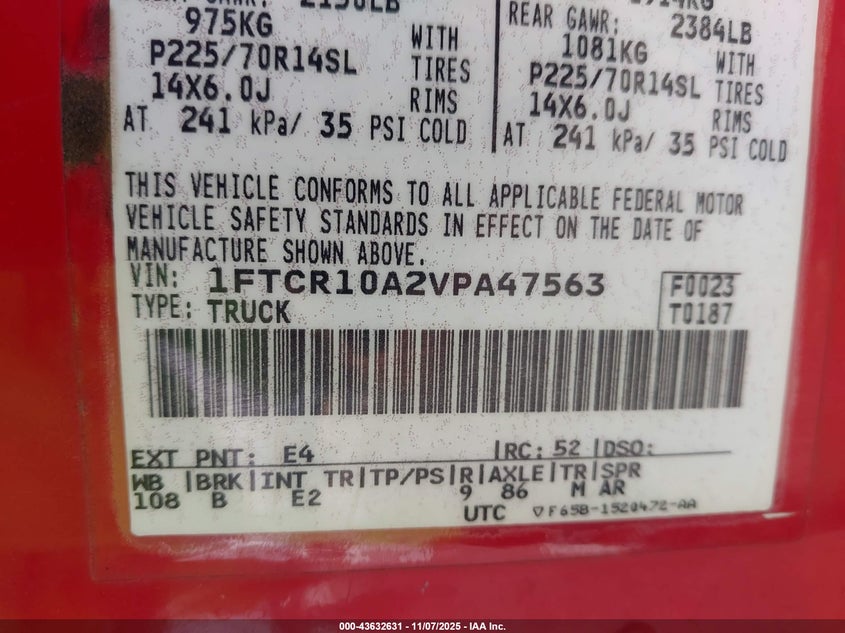 975KG
WITH
P225/70R14SL TIRES
14X6.0J RIMS
AT 241 kPa/ 35 PSI COLD
REAR GAWR: 2384LB
1081KG WITH
P225/70R14SL TIRES
14X6.0J RIMS
AT 241 kPa/ 35 PSI COLD
THIS VEHICLE CONFORMS TO ALL APPLICABLE FEDERAL MOTOR
VEHICLE SAFETY STANDARDS IN EFFECT ON THE DATE OF
MANUFACTURE SHOWN ABOVE.
VIN: 1FTCR10A2VPA47563 F0023
TYPE: TRUCK T0187
EXT PNT: E4 RC: 52 DSO:
WB BRK INT TR TP/PS R AXLE TR SPR
108 B E2 9 86 M AR
UTC ▽F65B-1520472-AA
000-43632631 - 11/07/2025 - IAA Inc.